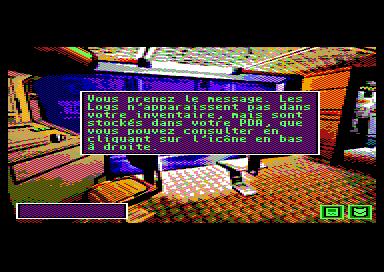 Vous prenez le message. Les
Logs n'apparaissent pas dans
votre inventaire, mais sont
stockés dans votre PDA, que
vous pouvez consulter en
cliquant sur l'icône en bas
à droite.